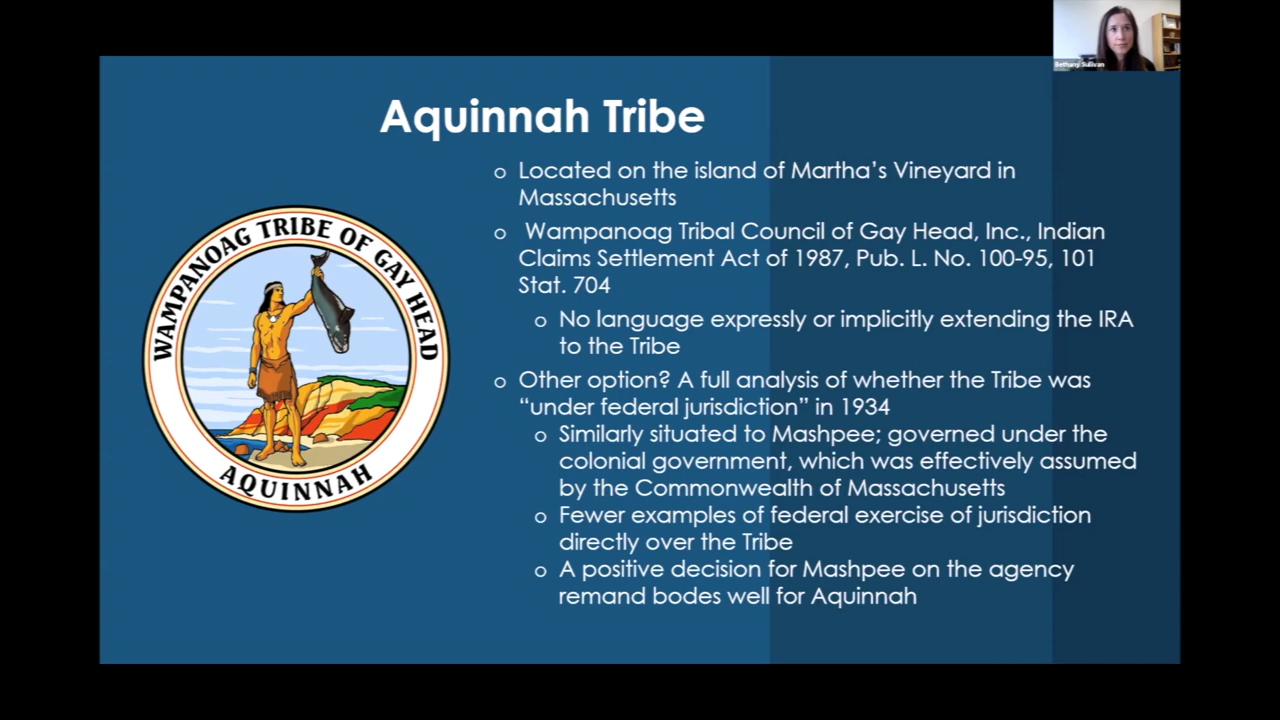 Bethany Sullivan
Aquinnah Tribe
o Located on the island of Martha's Vineyard in
Massachusetts
o Wampanoag Tribal Council of Gay Head, Inc., Indian
Claims Settlement Act of 1987, Pub. L. No. 100-95, 101
Stat. 704
o No language expressly or implicitly extending the IRA
to the Tribe
o Other option? A full analysis of whether the Tribe was
“under federal jurisdiction” in 1934
o Similarly situated to Mashpee; governed under the
colonial government, which was effectively assumed
by the Commonwealth of Massachusetts
o Fewer examples of federal exercise of jurisdiction
directly over the Tribe
o A positive decision for Mashpee on the agency
remand bodes well for Aquinnah
WAMPANOAG TRIBE OF GAY HEAD
AQUINNAH